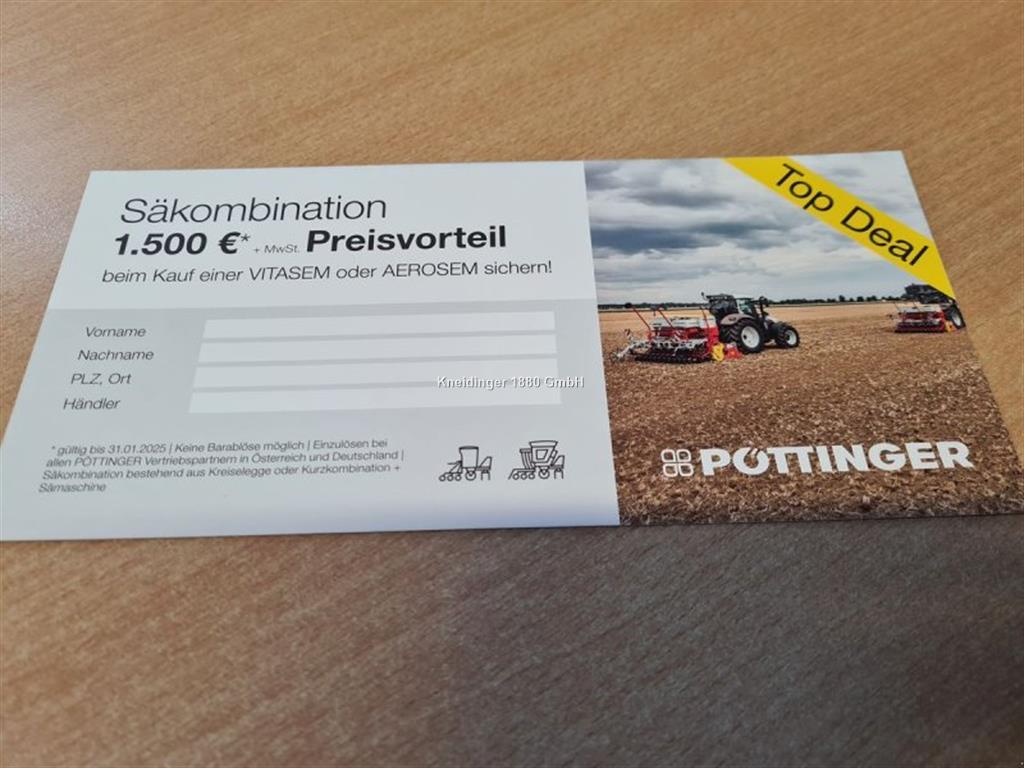 Säkombination
1.500 €* + MwSt. Preisvorteil
beim Kauf einer VITASEM oder AEROSEM sichern!
Vorname
Nachname
PLZ, Ort
Händler
* gültig bis 31.01.2025 | Keine Barablöse möglich | Einzulösen bei
allen PÖTTINGER Vertriebspartnern in Österreich und Deutschland |
Säkombination bestehend aus Kreiselegge oder Kurzkombination +
Sämaschine
Top Deal
PÖTTINGER
Kneidinger 1880 GmbH